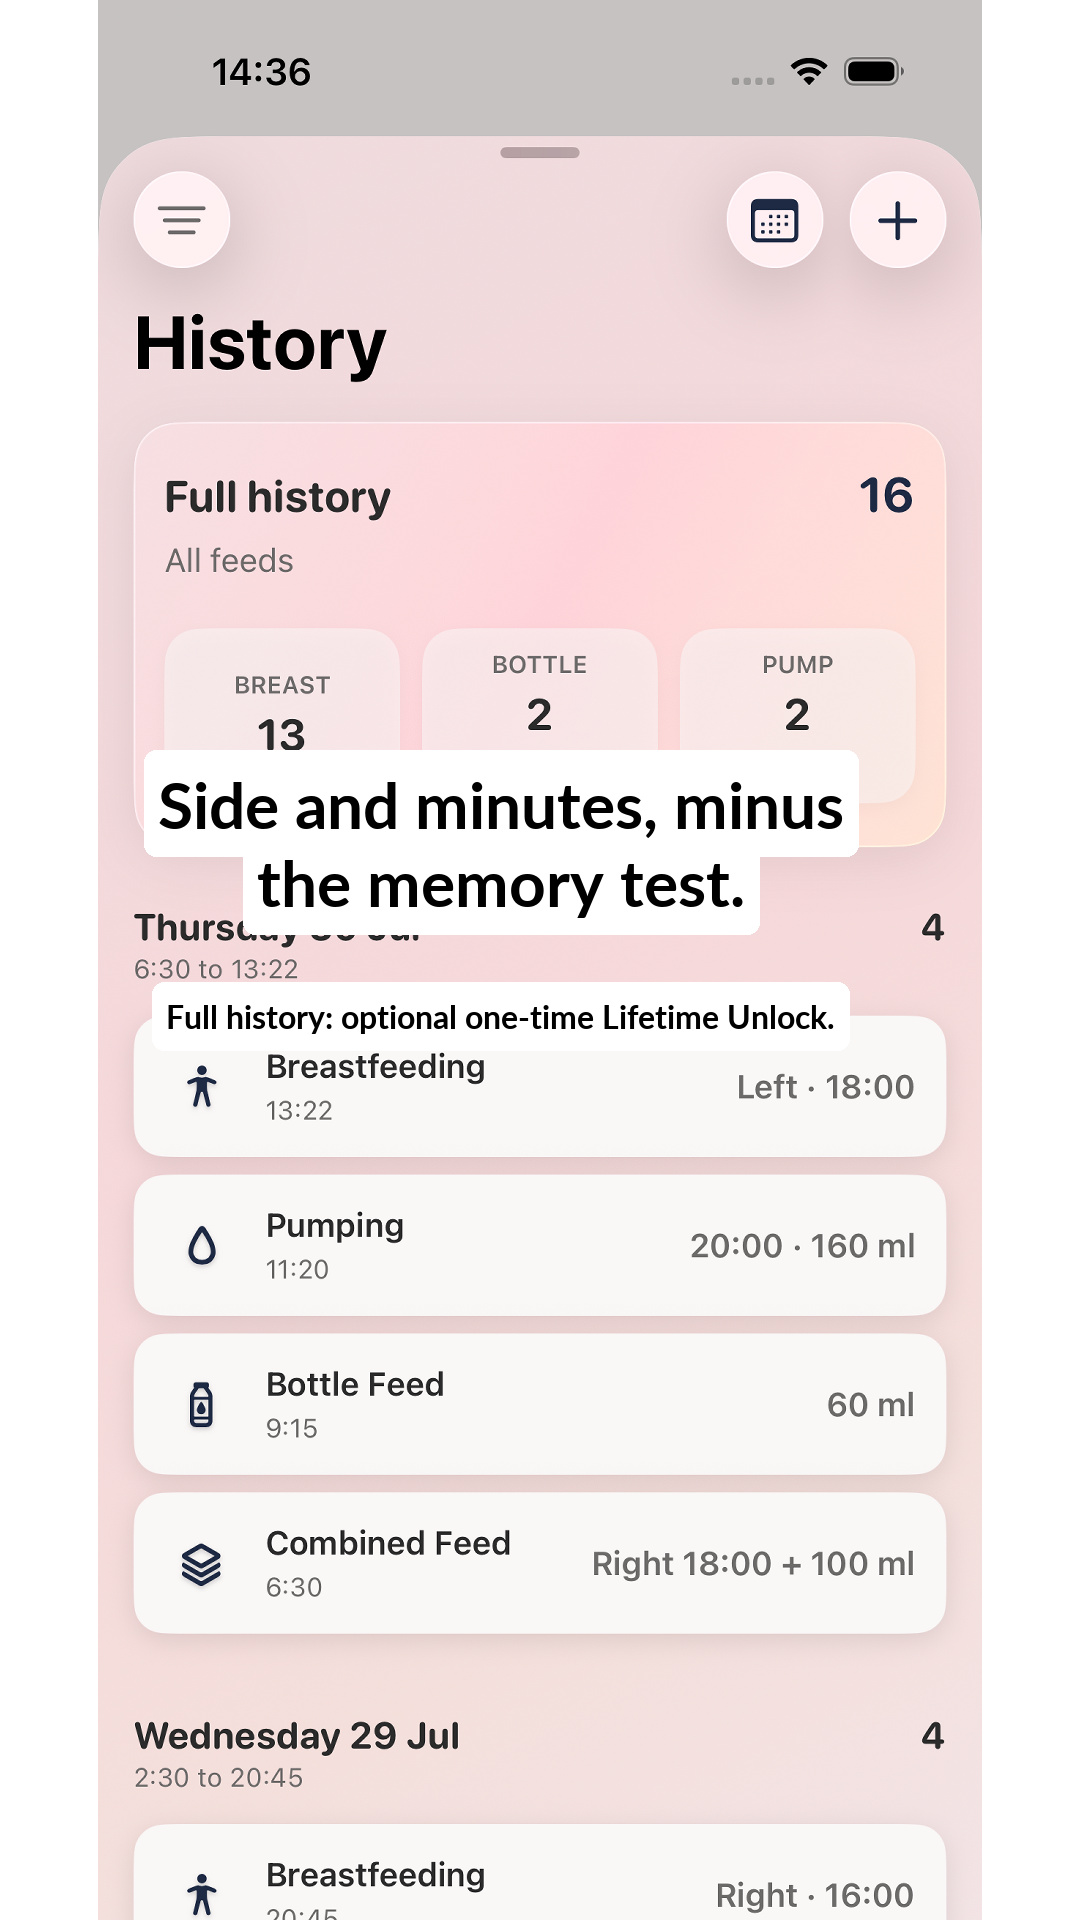 14:36
History
Full history
16
All feeds
BREAST
13
BOTTLE
2
PUMP
2
Side and minutes, minus
the memory test.
4
6:30 to 13:22
Full history: optional one-time Lifetime Unlock.
Breastfeeding
13:22
Left · 18:00
Pumping
11:20
20:00 · 160 ml
Bottle Feed
9:15
60 ml
Combined Feed
6:30
Right 18:00 + 100 ml
Wednesday 29 Jul
4
2:30 to 20:45
Breastfeeding
20:45
Right · 16:00